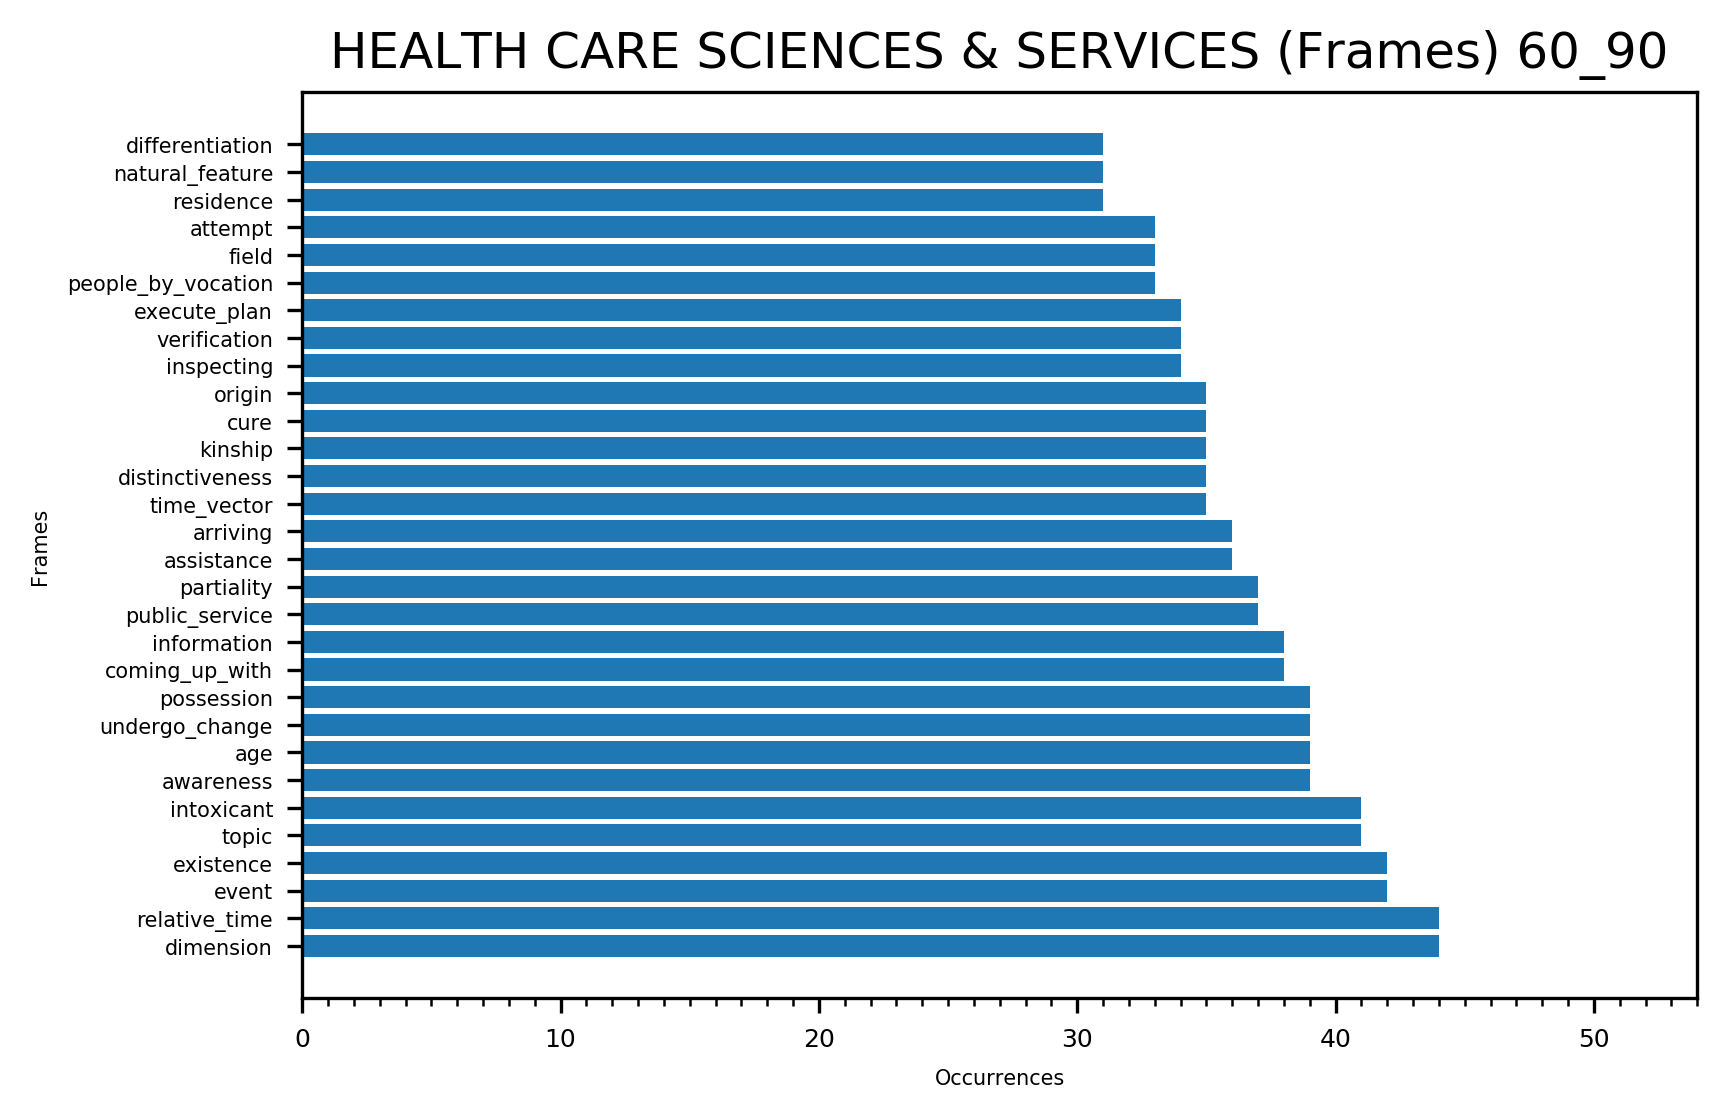 HEALTH CARE SCIENCES & SERVICES (Frames) 60_90
differentiation
natural_feature
residence
attempt
field
people_by_vocation
execute_plan
verification
inspecting
origin
cure
kinship
distinctiveness
time_vector
arriving
assistance
partiality
public_service
information
coming_up_with
possession
undergo_change
age
awareness
intoxicant
topic
existence
event
relative_time
dimension
Frames
0 10 20 30 40 50
Occurrences